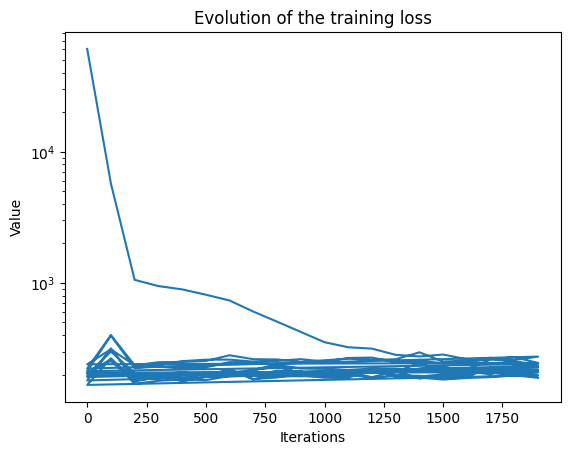 Evolution of the training loss
Value
10^4
10^3
0 250 500 750 1000 1250 1500 1750
Iterations